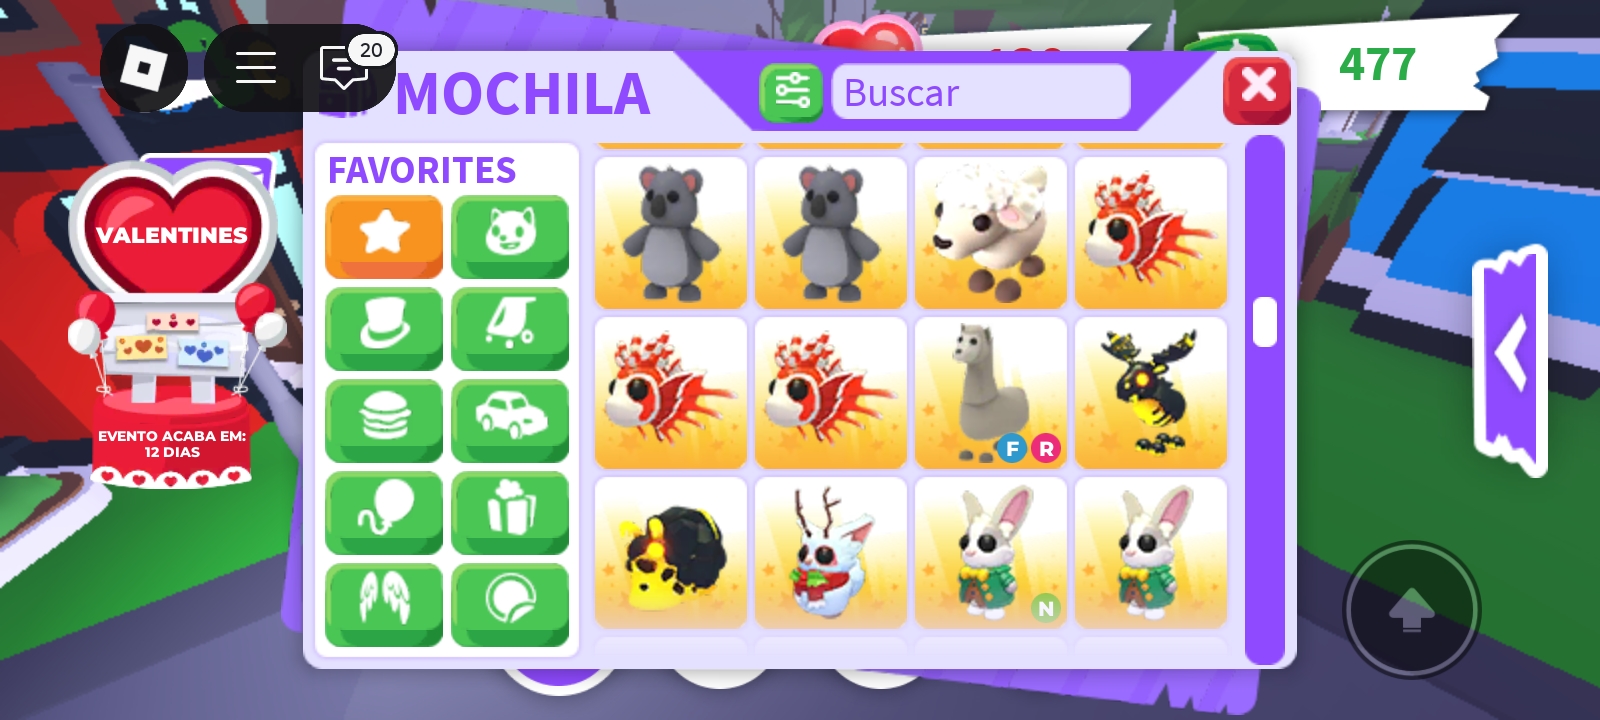 20
MOCHILA
Buscar
477
FAVORITES
VALENTINES
EVENTO ACABA EM:
12 DIAS
F R
N